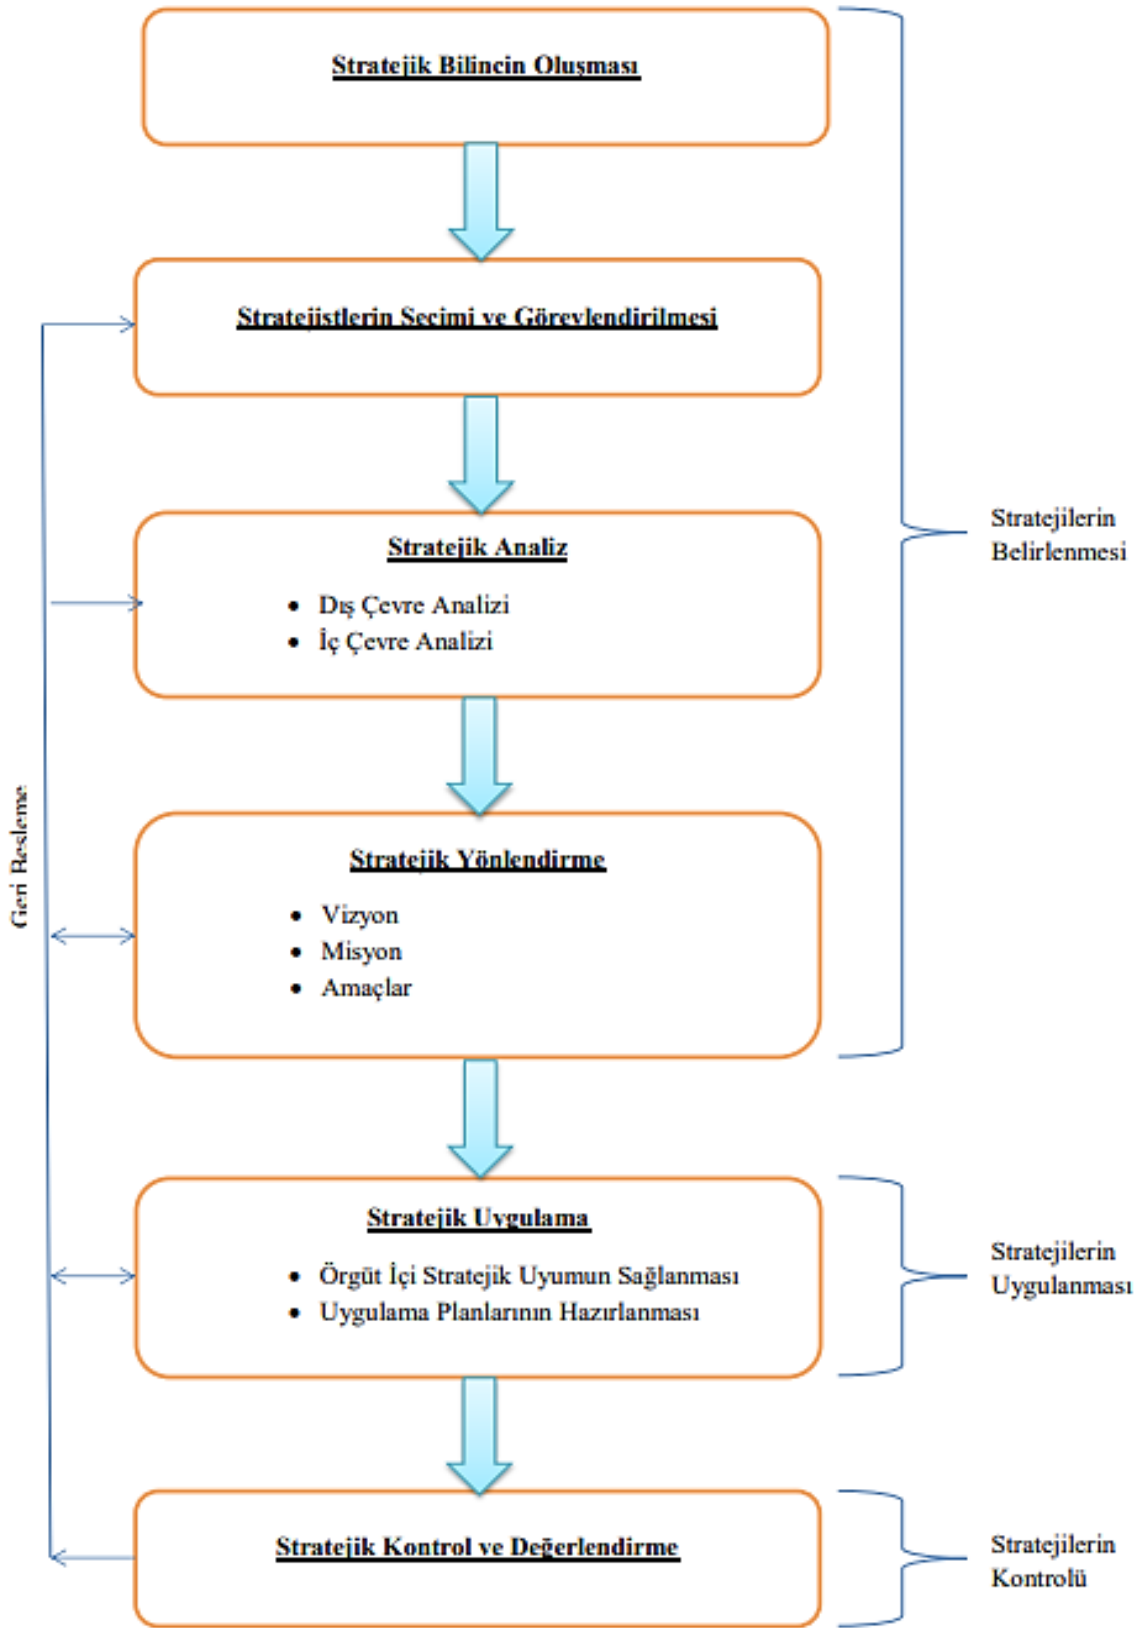 Stratejik Bilincin Oluşması
Stratejistlerin Secimi ve Görevlendirilmesi
Stratejik Analiz
• Dış Çevre Analizi
• İç Çevre Analizi
Stratejilerin
Belirlenmesi
Geri Besleme
Stratejik Yönlendirme
• Vizyon
• Misyon
• Amaçlar
Stratejik Uygulama
• Örgüt İçi Stratejik Uyumun Sağlanması
• Uygulama Planlarının Hazırlanması
Stratejilerin
Uygulanması
Stratejik Kontrol ve Değerlendirme
Stratejilerin
Kontrolü